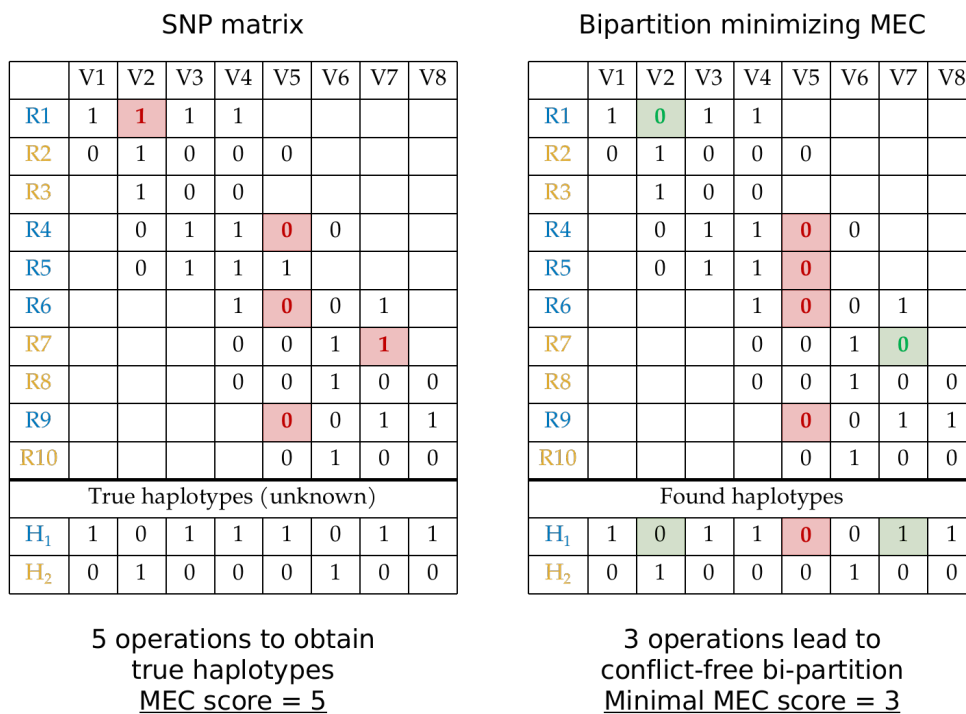 SNP matrix
V1 V2 V3 V4 V5 V6 V7 V8
R1 1 1 1 1
R2 0 1 0 0 0
R3 1 0 0
R4 0 1 1 0 0
R5 0 1 1 1
R6 1 0 0 1
R7 0 0 1 1
R8 0 0 1 0 0
R9 0 0 1 1
R10 0 1 0 0
True haplotypes (unknown)
H1 1 0 1 1 1 0 1 1
H2 0 1 0 0 0 1 0 0
5 operations to obtain
true haplotypes
MEC score = 5
Bipartition minimizing MEC
V1 V2 V3 V4 V5 V6 V7 V8
R1 1 0 1 1
R2 0 1 0 0 0
R3 1 0 0
R4 0 1 1 0 0
R5 0 1 1 0
R6 1 0 0 1
R7 0 0 1 0
R8 0 0 1 0 0
R9 0 0 1 1
R10 0 1 0 0
Found haplotypes
H1 1 0 1 1 0 0 1 1
H2 0 1 0 0 0 1 0 0
3 operations lead to
conflict-free bi-partition
Minimal MEC score = 3